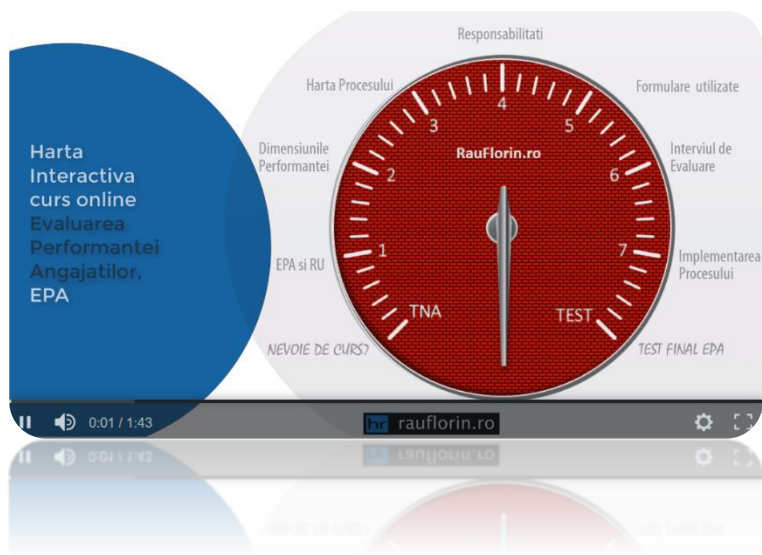 Harta
Interactiva
curs online
Evaluarea
Performantei
Angajatilor,
EPA
Responsabilitati
Harta Procesului
Formulare utilizate
Dimensiunile
Performantei
Interviul de
Evaluare
EPA si RU
Implementarea
Procesului
NEVOIE DE CURS?
TEST FINAL EPA
RauFlorin.ro
TNA
1
2
3
4
5
6
7
TEST
0:01 / 1:43
hr rauflorin.ro